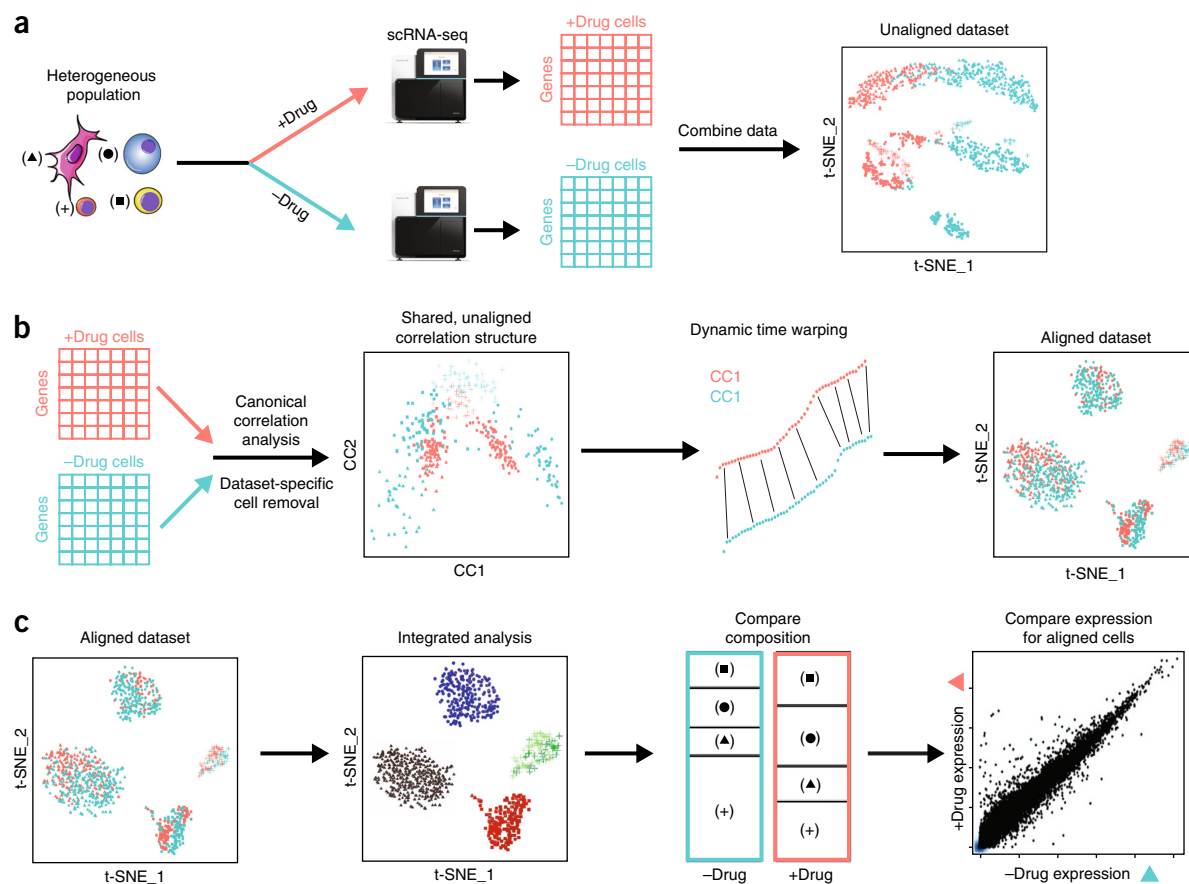 a
Heterogeneous
population
(▲)
(●)
(+)
(■)
+Drug
–Drug
scRNA-seq
+Drug cells
Genes
–Drug cells
Genes
Combine data
Unaligned dataset
t-SNE_2
t-SNE_1
b
+Drug cells
Genes
–Drug cells
Genes
Canonical
correlation
analysis
Dataset-specific
cell removal
Shared, unaligned
correlation structure
CC2
CC1
Dynamic time warping
CC1
CC1
Aligned dataset
t-SNE_2
t-SNE_1
c
Aligned dataset
t-SNE_2
t-SNE_1
Integrated analysis
t-SNE_2
t-SNE_1
Compare
composition
(■)
(●)
(▲)
(+)
–Drug
(■)
(●)
(▲)
(+)
+Drug
Compare expression
for aligned cells
+Drug expression
–Drug expression